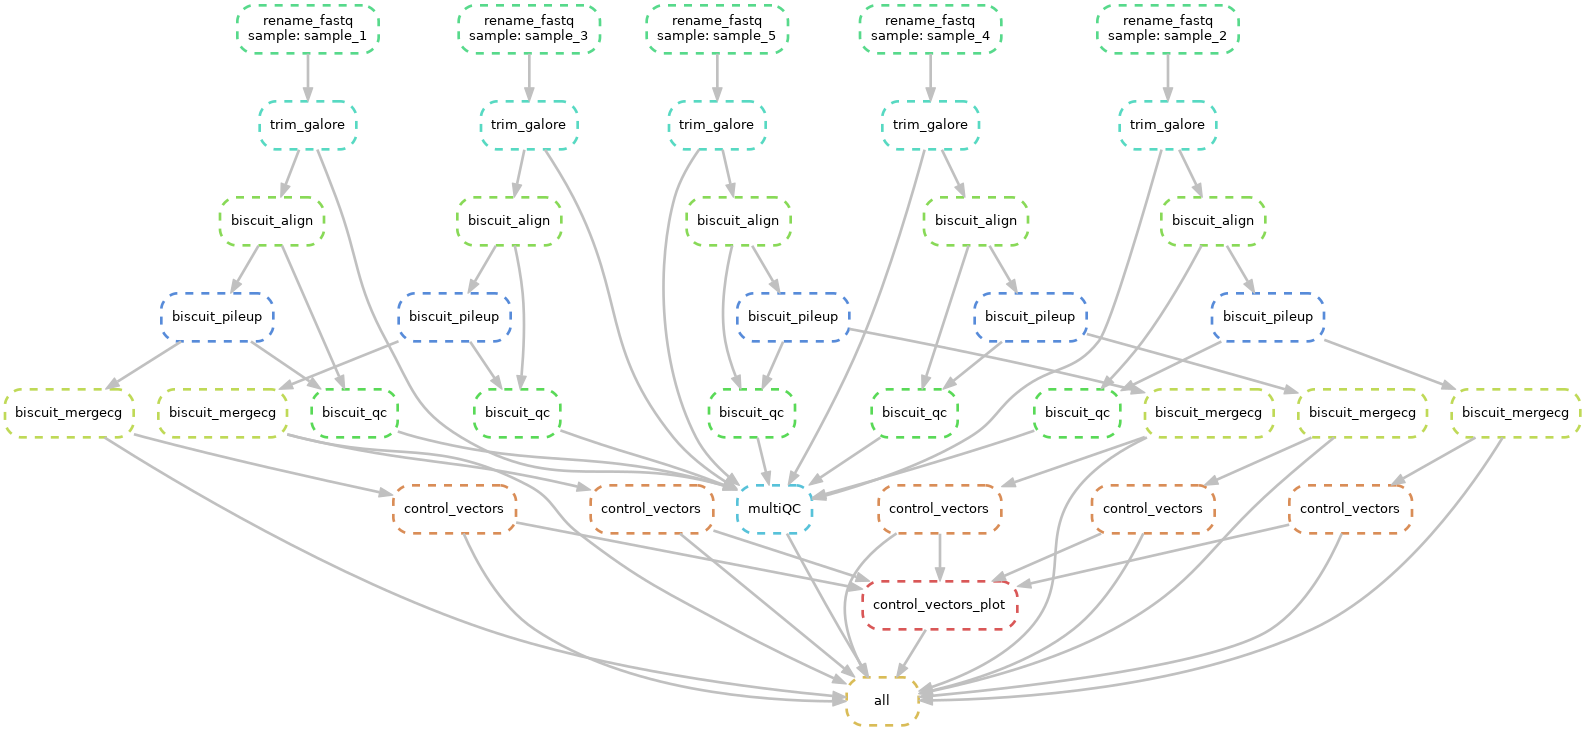 rename_fastq
sample: sample_1
rename_fastq
sample: sample_3
rename_fastq
sample: sample_5
rename_fastq
sample: sample_4
rename_fastq
sample: sample_2
trim_galore
trim_galore
trim_galore
trim_galore
trim_galore
biscuit_align
biscuit_align
biscuit_align
biscuit_align
biscuit_align
biscuit_pileup
biscuit_pileup
biscuit_pileup
biscuit_pileup
biscuit_pileup
biscuit_mergecg
biscuit_mergecg
biscuit_qc
biscuit_qc
biscuit_qc
biscuit_qc
biscuit_qc
biscuit_mergecg
biscuit_mergecg
biscuit_mergecg
control_vectors
control_vectors
multiQC
control_vectors
control_vectors
control_vectors
control_vectors_plot
all